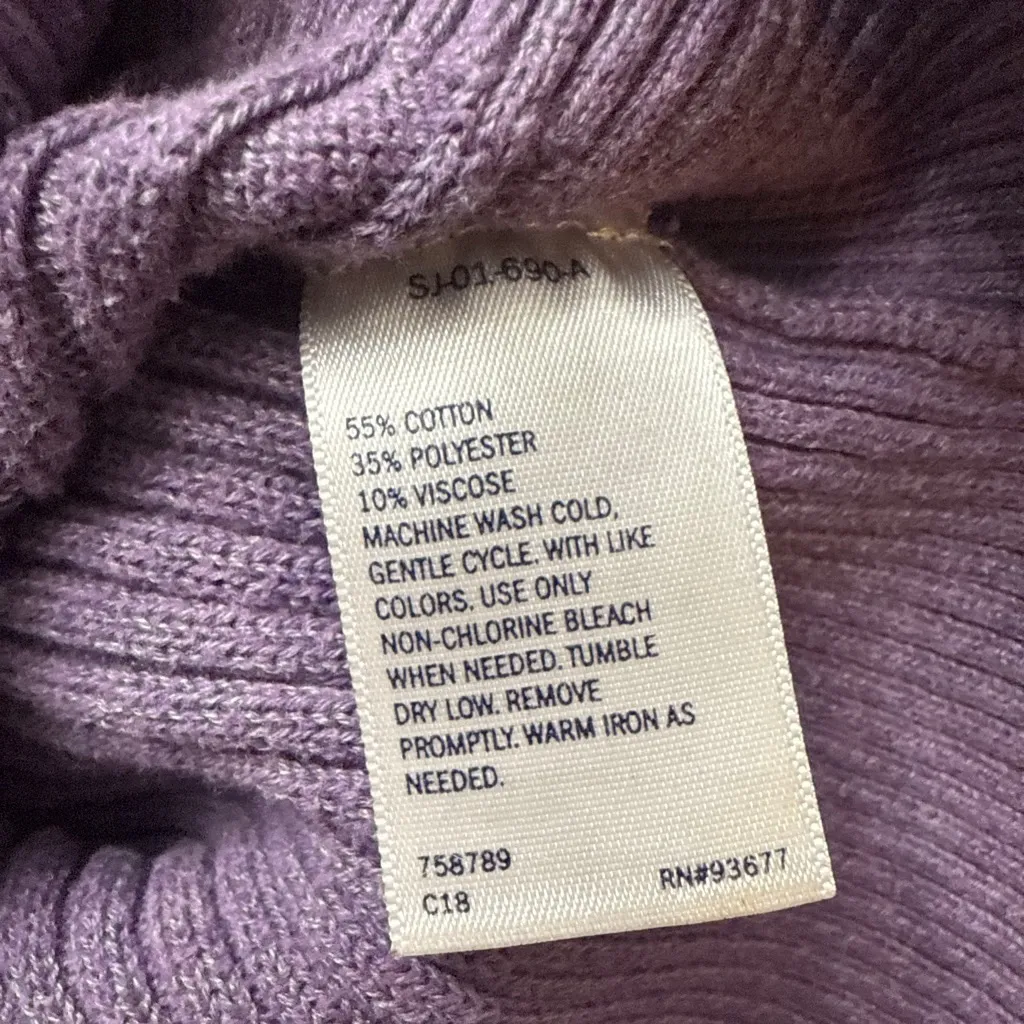 SJ-01-690-A
55% COTTON
35% POLYESTER
10% VISCOSE
MACHINE WASH COLD,
GENTLE CYCLE. WITH LIKE
COLORS. USE ONLY
NON-CHLORINE BLEACH
WHEN NEEDED. TUMBLE
DRY LOW. REMOVE
PROMPTLY. WARM IRON AS
NEEDED.
758789
C18
RN#93677